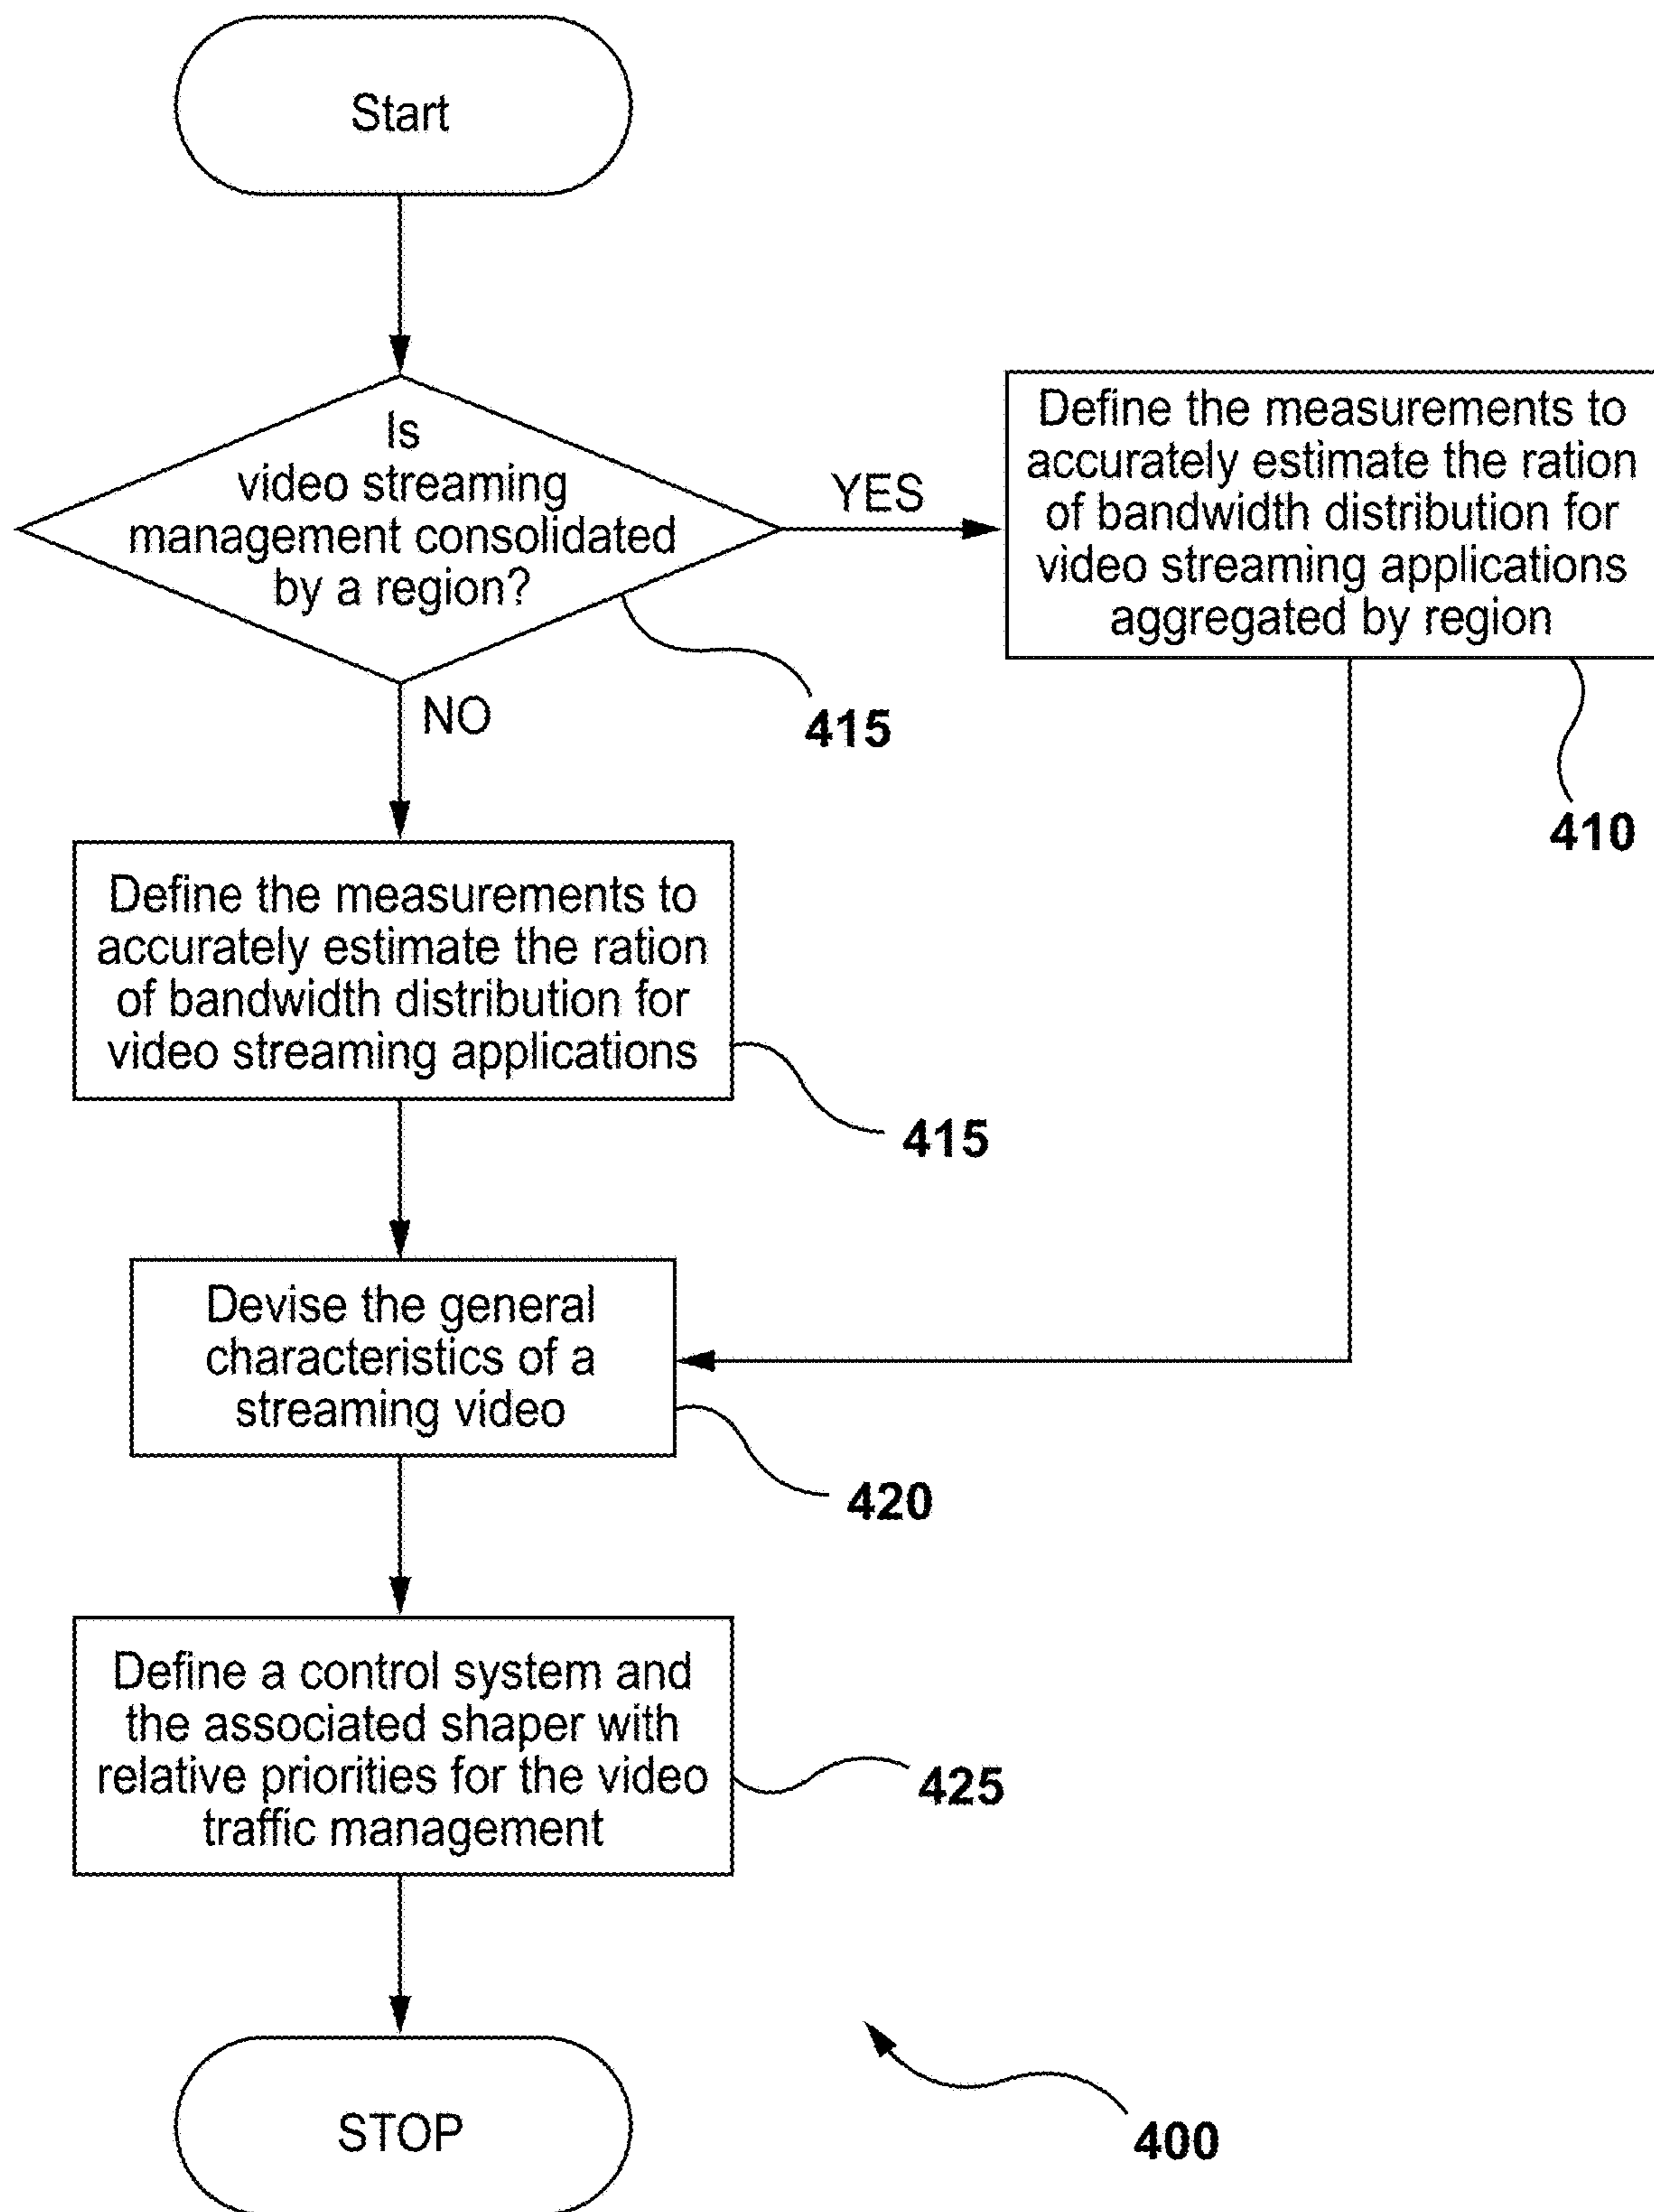 Start
Is
video streaming
management consolidated
by a region?
YES
Define the measurements to
accurately estimate the ration
of bandwidth distribution for
video streaming applications
aggregated by region
415
410
NO
Define the measurements to
accurately estimate the ration
of bandwidth distribution for
video streaming applications
415
Devise the general
characteristics of a
streaming video
420
Define a control system and
the associated shaper with
relative priorities for the video
traffic management
425
STOP
400